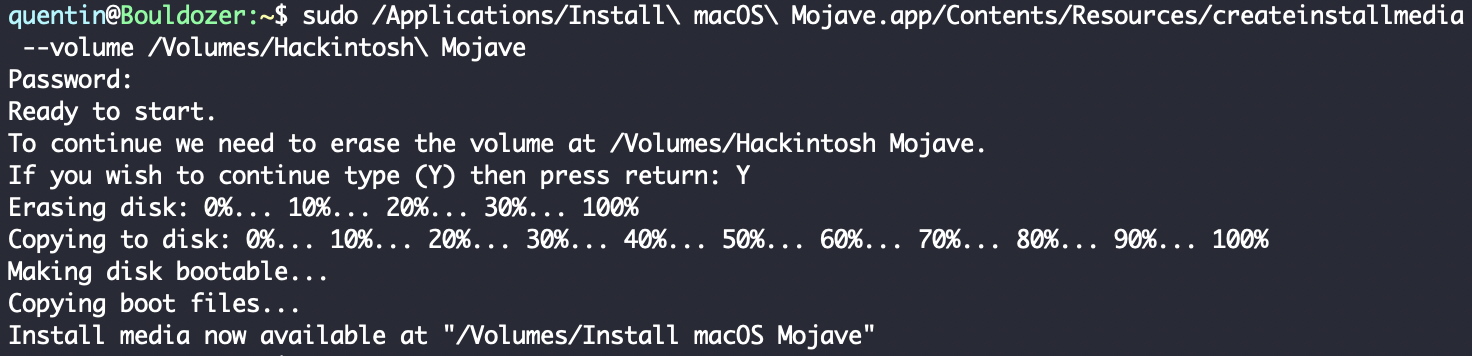 quentin@Bouldozer:~$ sudo /Applications/Install\ macOS\ Mojave.app/Contents/Resources/createinstallmedia
--volume /Volumes/Hackintosh\ Mojave
Password:
Ready to start.
To continue we need to erase the volume at /Volumes/Hackintosh Mojave.
If you wish to continue type (Y) then press return: Y
Erasing disk: 0%... 10%... 20%... 30%... 100%
Copying to disk: 0%... 10%... 20%... 30%... 40%... 50%... 60%... 70%... 80%... 90%... 100%
Making disk bootable...
Copying boot files...
Install media now available at "/Volumes/Install macOS Mojave"